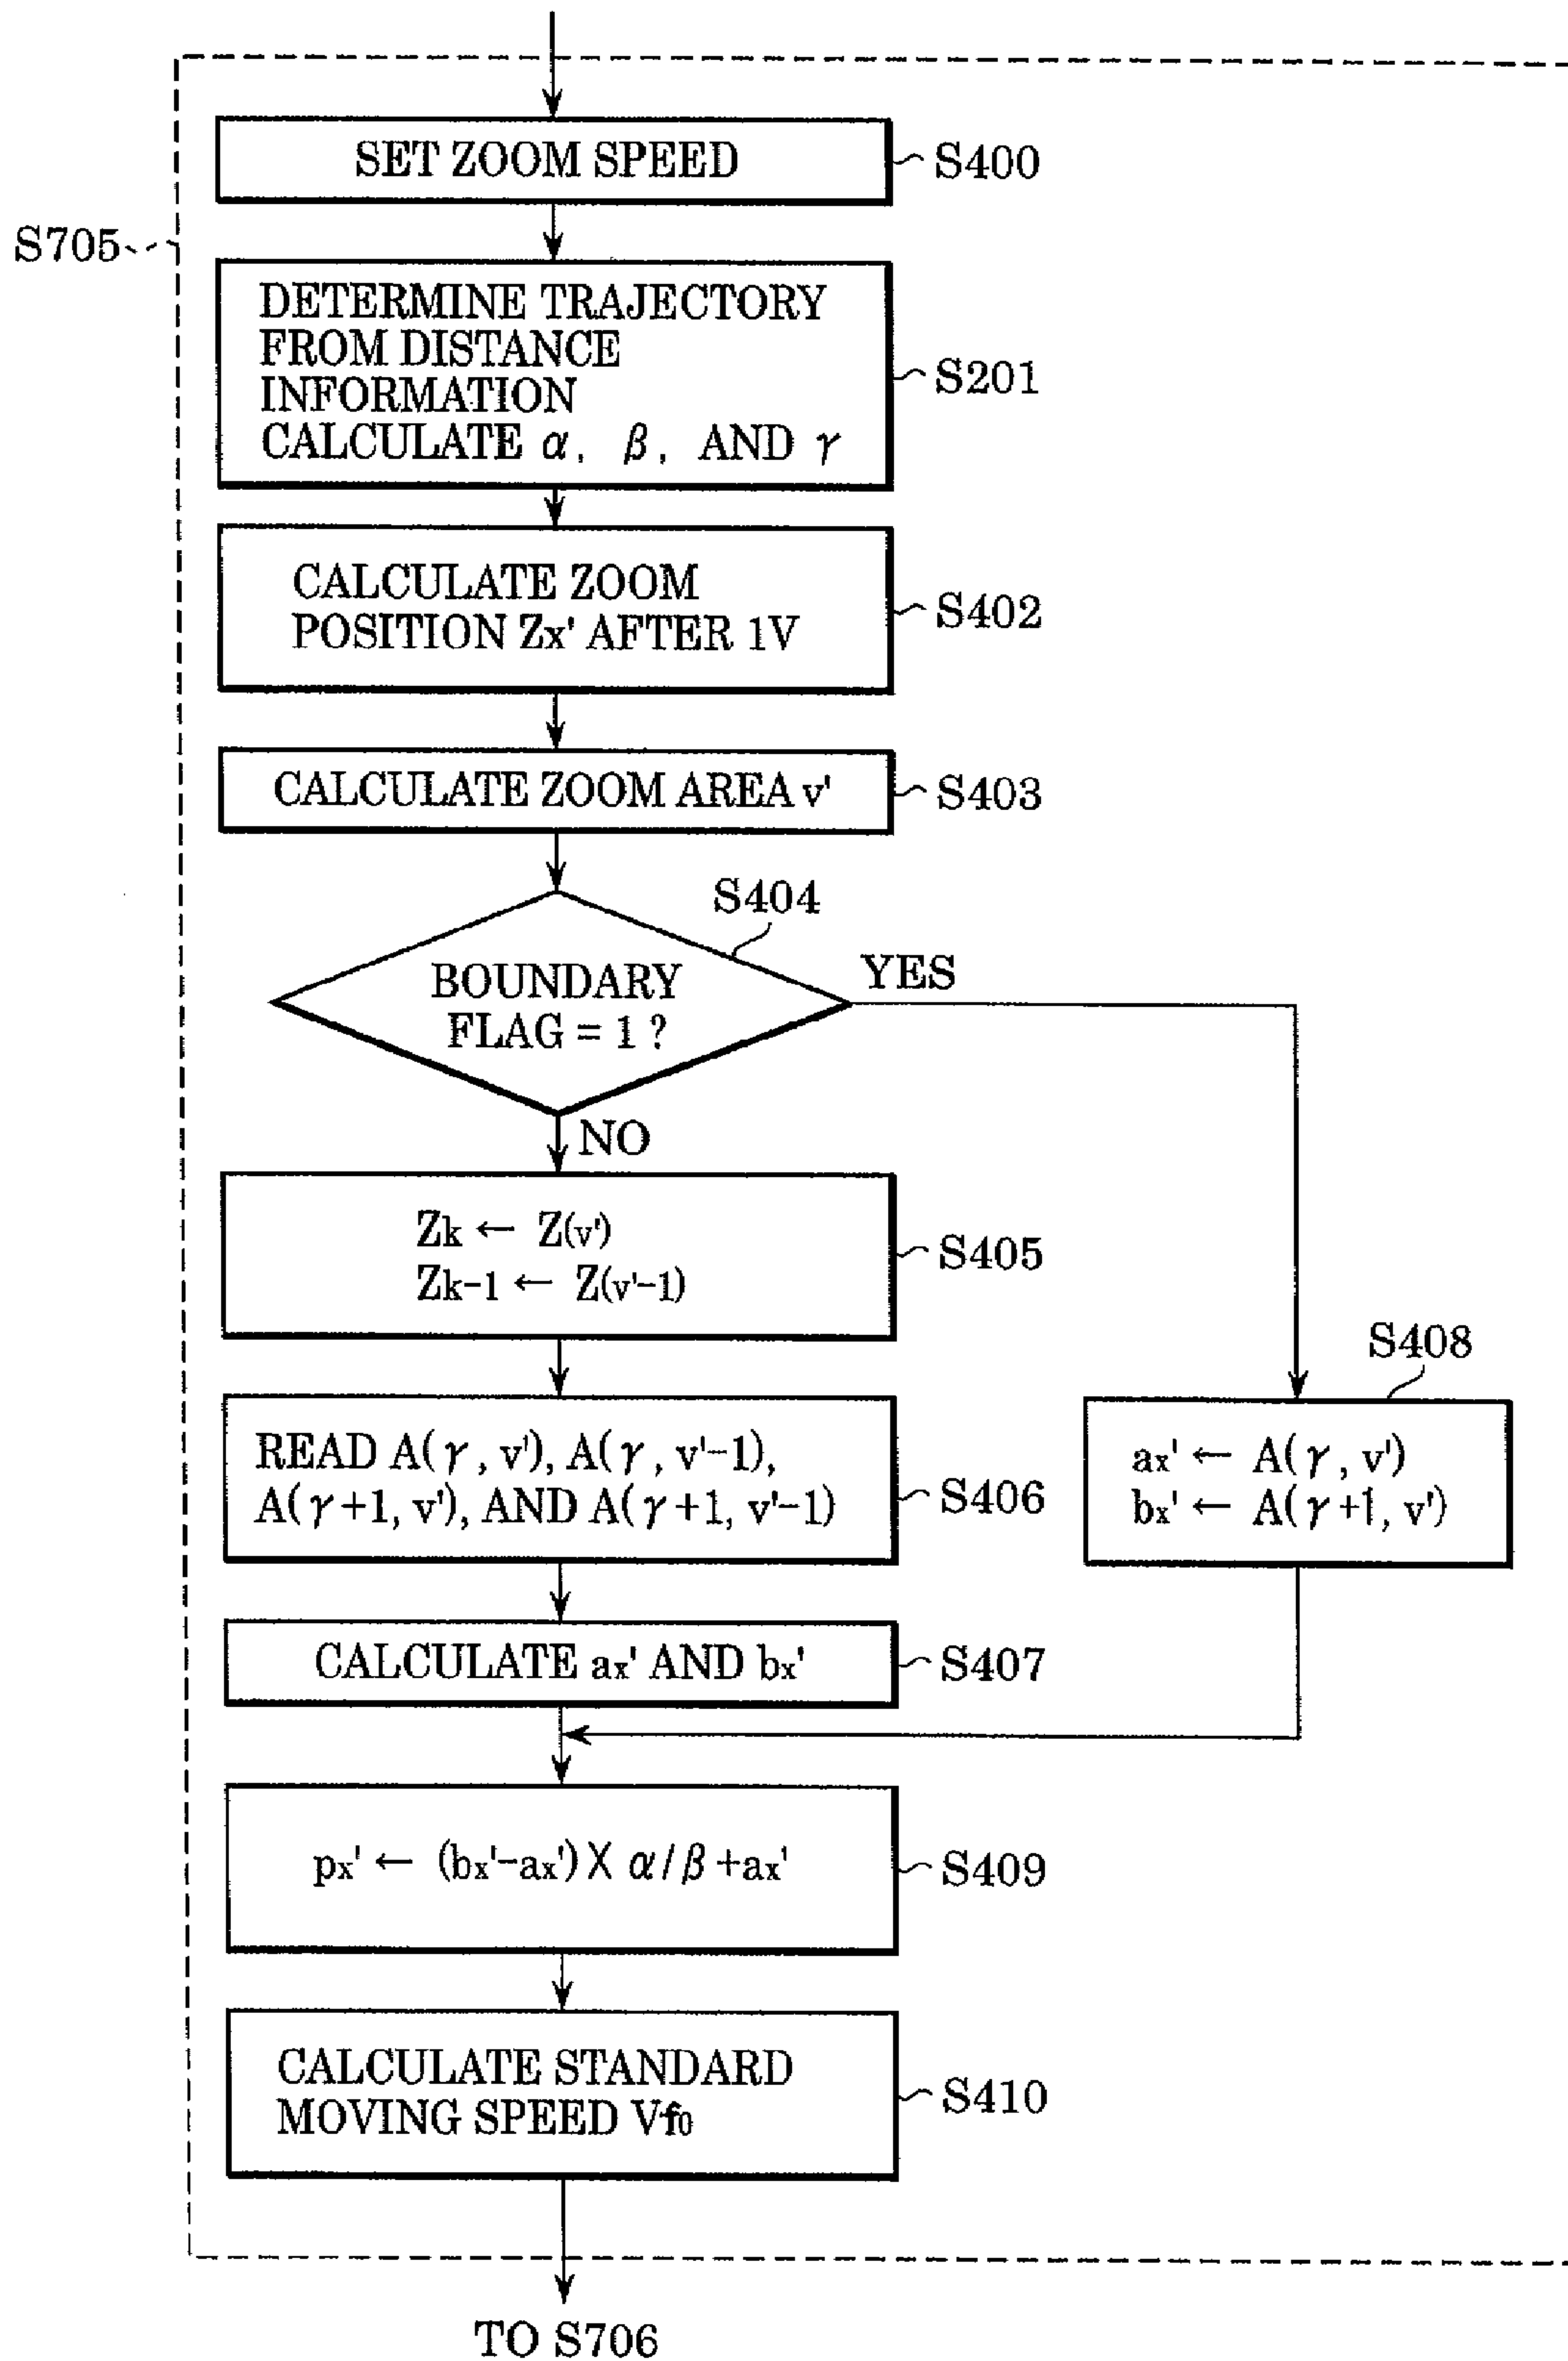 SET ZOOM SPEED
S400
S705
DETERMINE TRAJECTORY
FROM DISTANCE
INFORMATION
CALCULATE α, β, AND γ
S201
CALCULATE ZOOM
POSITION Zx' AFTER 1V
S402
CALCULATE ZOOM AREA v'
S403
S404
BOUNDARY
FLAG = 1 ?
YES
NO
Zk ← Z(v')
Zk-1 ← Z(v'-1)
S405
READ A(γ, v'), A(γ, v'-1),
A(γ+1, v'), AND A(γ+1, v'-1)
S406
S408
ax' ← A(γ, v')
bx' ← A(γ+1, v')
CALCULATE ax' AND bx'
S407
px' ← (bx'-ax') X α/β+ax'
S409
CALCULATE STANDARD
MOVING SPEED Vf0
S410
TO S706